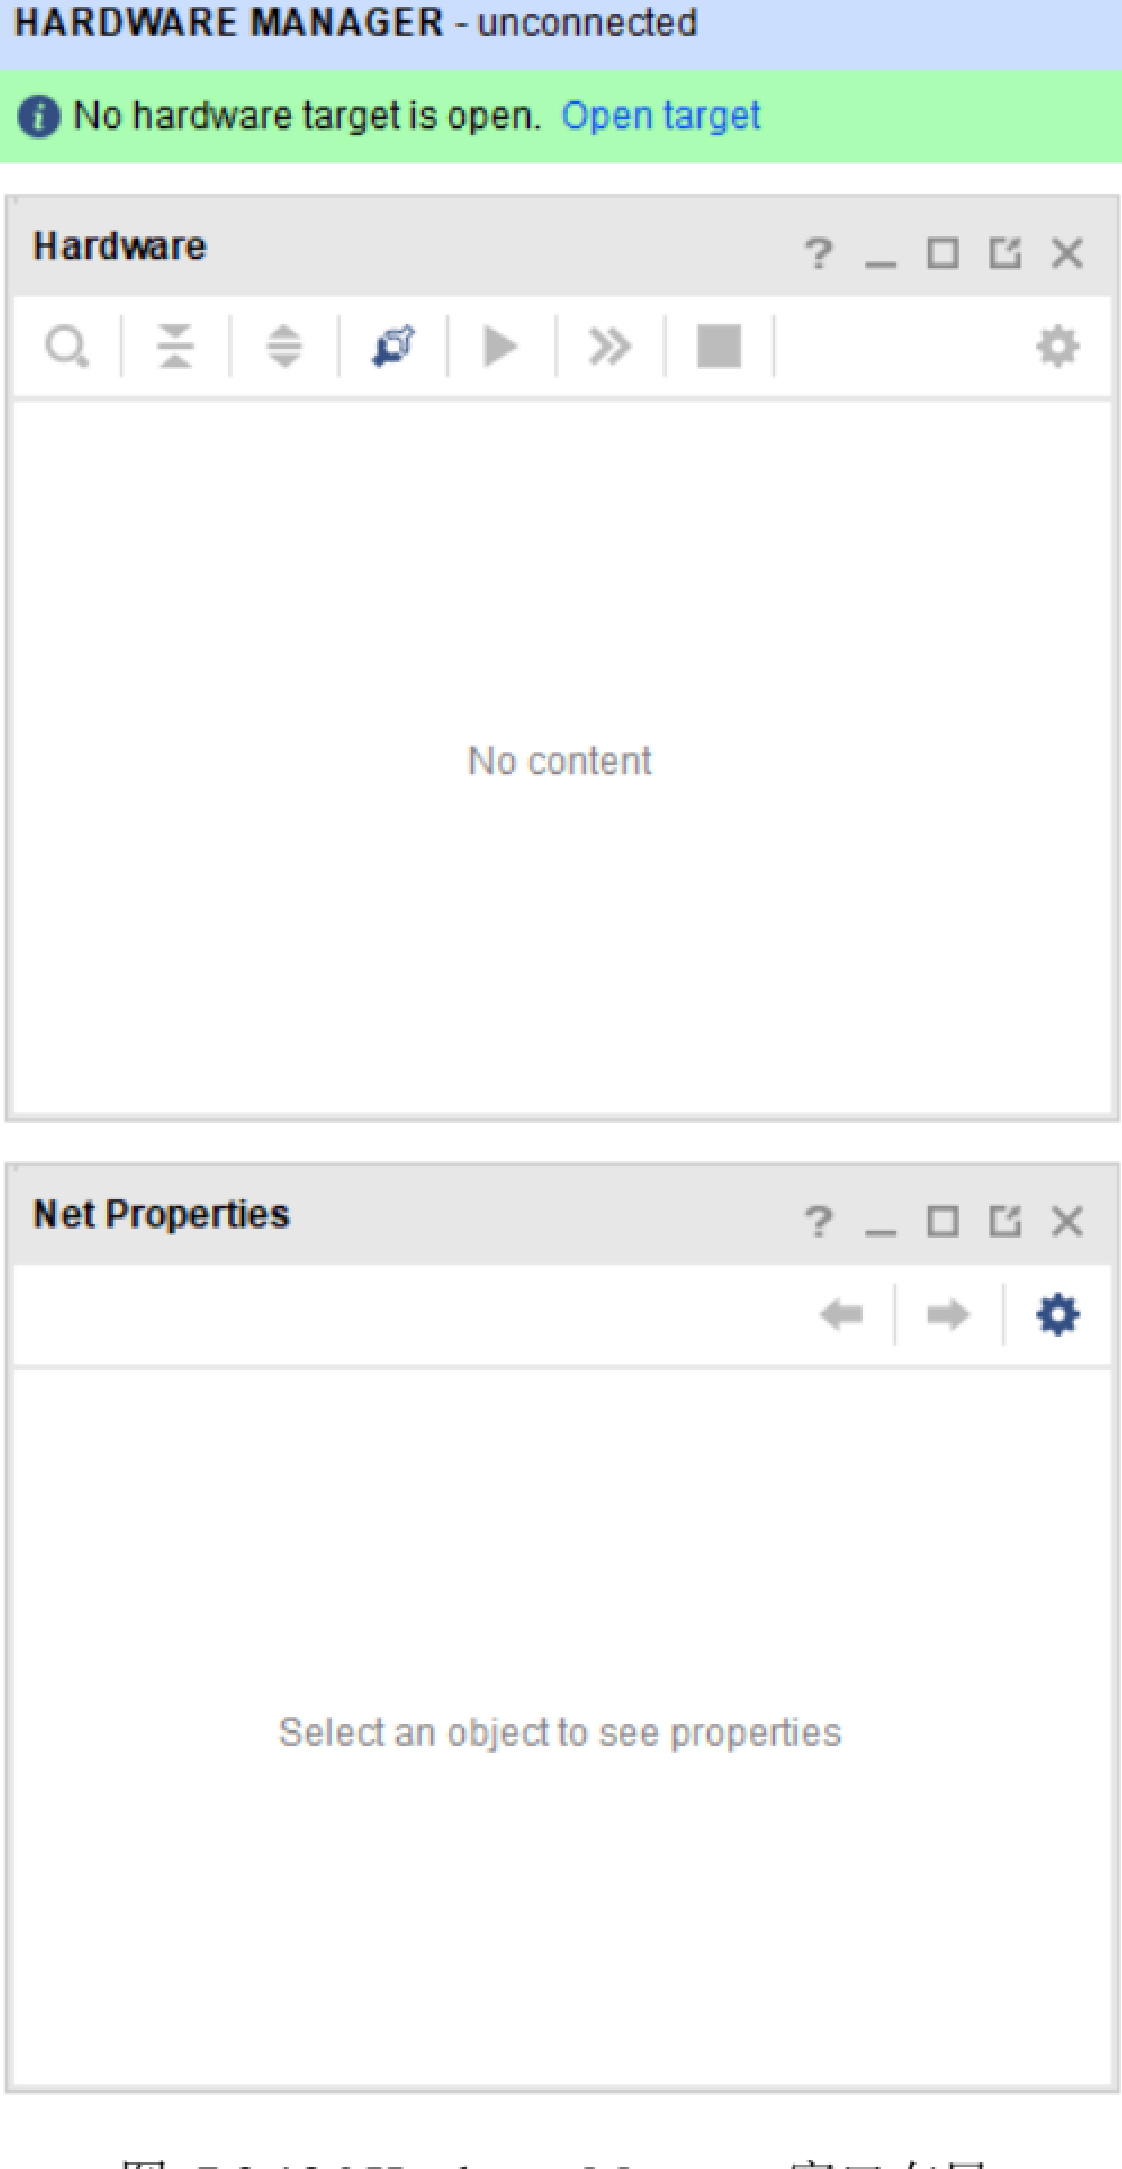 HARDWARE MANAGER - unconnected
No hardware target is open. Open target
Hardware
No content
Net Properties
Select an object to see properties